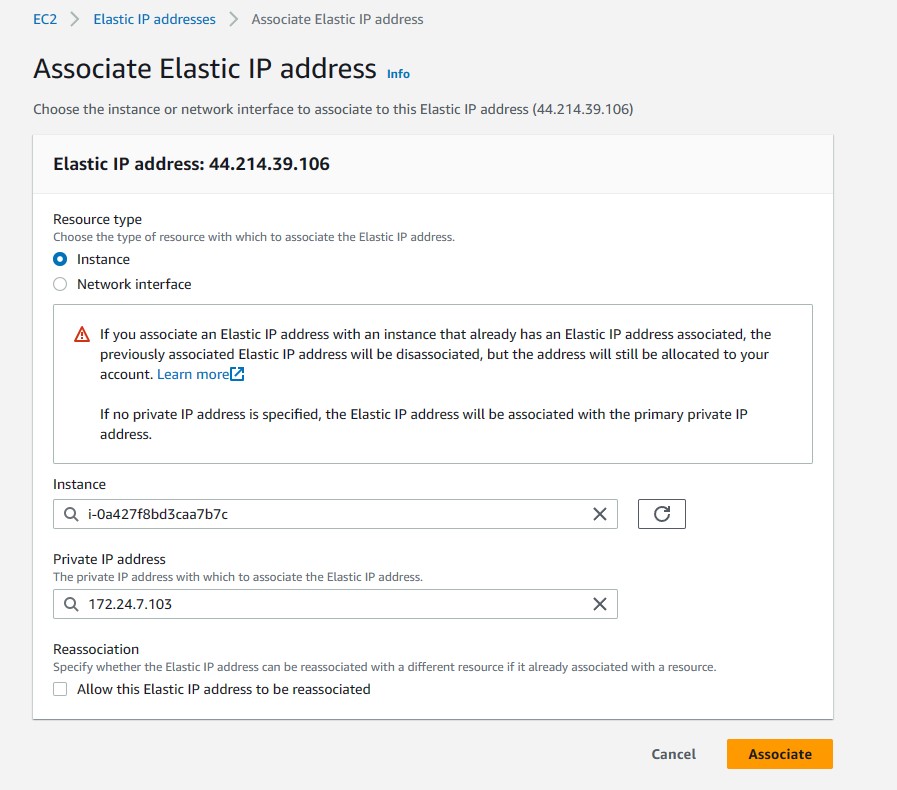 EC2 > Elastic IP addresses > Associate Elastic IP address
Associate Elastic IP address Info
Choose the instance or network interface to associate to this Elastic IP address (44.214.39.106)
Elastic IP address: 44.214.39.106
Resource type
Choose the type of resource with which to associate the Elastic IP address.
Instance
Network interface
If you associate an Elastic IP address with an instance that already has an Elastic IP address associated, the
previously associated Elastic IP address will be disassociated, but the address will still be allocated to your
account. Learn more
If no private IP address is specified, the Elastic IP address will be associated with the primary private IP
address.
Instance
i-0a427f8bd3caa7b7c
Private IP address
The private IP address with which to associate the Elastic IP address.
172.24.7.103
Reassociation
Specify whether the Elastic IP address can be reassociated with a different resource if it already associated with a resource.
Allow this Elastic IP address to be reassociated
Cancel Associate